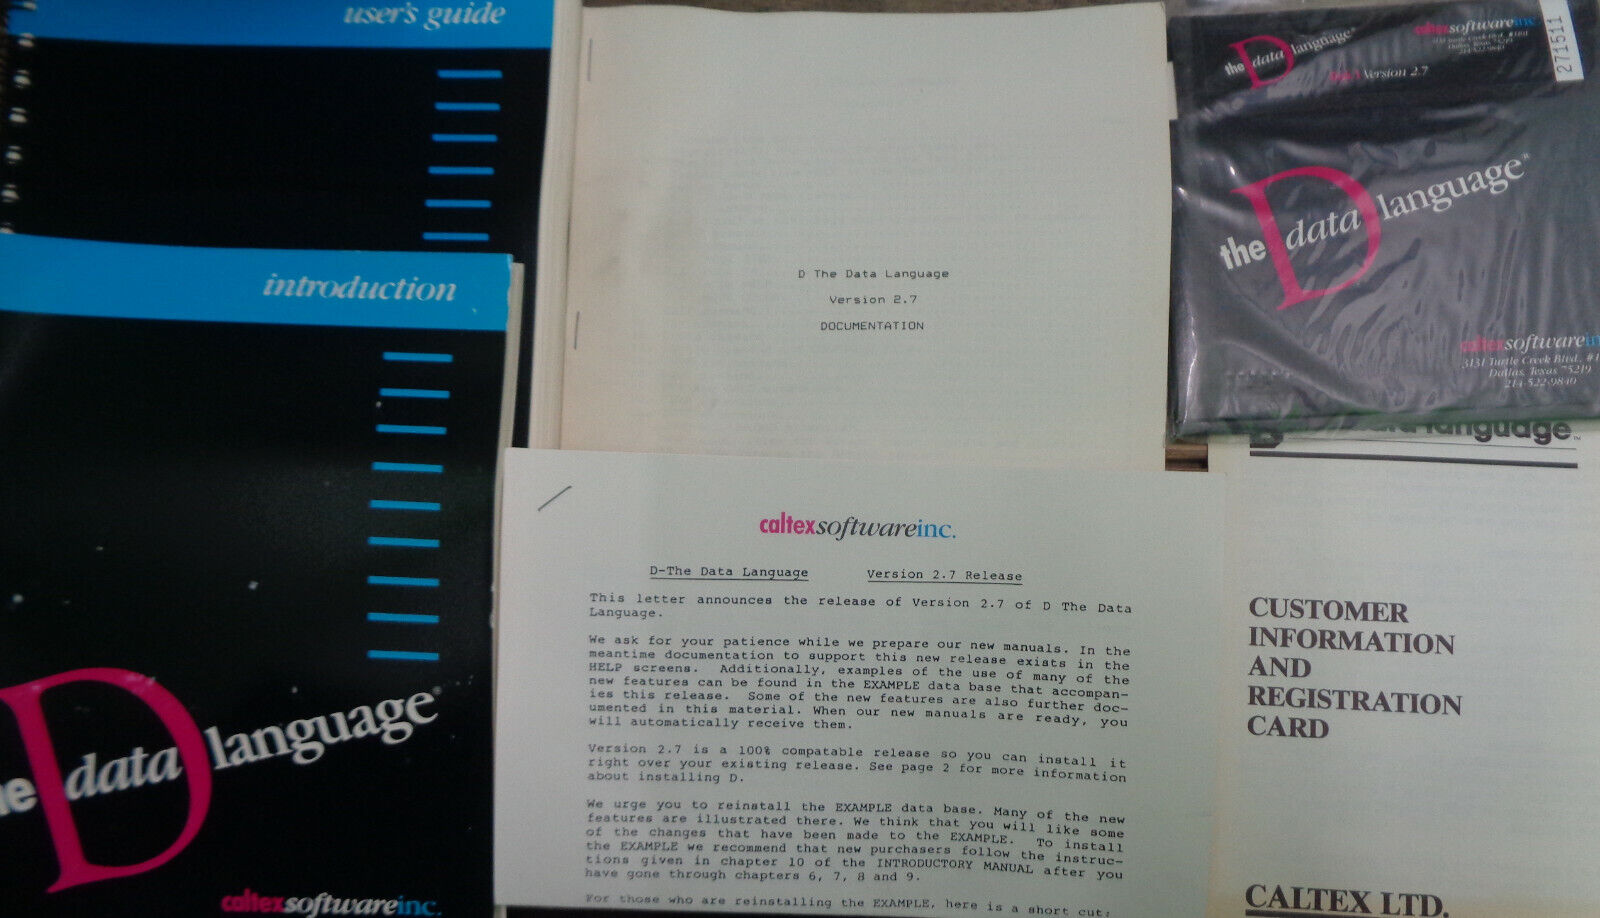 user's guide
introduction
the data language®
caltexsoftwareinc.
D The Data Language
Version 2.7
DOCUMENTATION
the Data language®
caltexsoftwareinc
Dallas, Texas 75219
214-522-9840
Version 2.7
271511
the Data language®
caltexsoftwarein
3131 Turtle Creek Blvd., #1
Dallas, Texas 75219
214-522-9840
language™
CUSTOMER
INFORMATION
AND
REGISTRATION
CARD
CALTEX LTD.
caltexsoftwareinc.
D-The Data Language Version 2.7 Release
This letter announces the release of Version 2.7 of D The Data
Language.
We ask for your patience while we prepare our new manuals. In the
meantime documentation to support this new release exists in the
HELP screens. Additionally, examples of the use of many of the
new features can be found in the EXAMPLE data base that accompan-
ies this release. Some of the new features are also further doc-
umented in this material. When our new manuals are ready, you
will automatically receive them.
Version 2.7 is a 100% compatable release so you can install it
right over your existing release. See page 2 for more information
about installing D.
We urge you to reinstall the EXAMPLE data base. Many of the new
features are illustrated there. We think that you will like some
of the changes that have been made to the EXAMPLE. To install
the EXAMPLE we recommend that new purchasers follow the instruc-
tions given in chapter 10 of the INTRODUCTORY MANUAL after you
have gone through chapters 6, 7, 8 and 9.
For those who are reinstalling the EXAMPLE, here is a short cut: